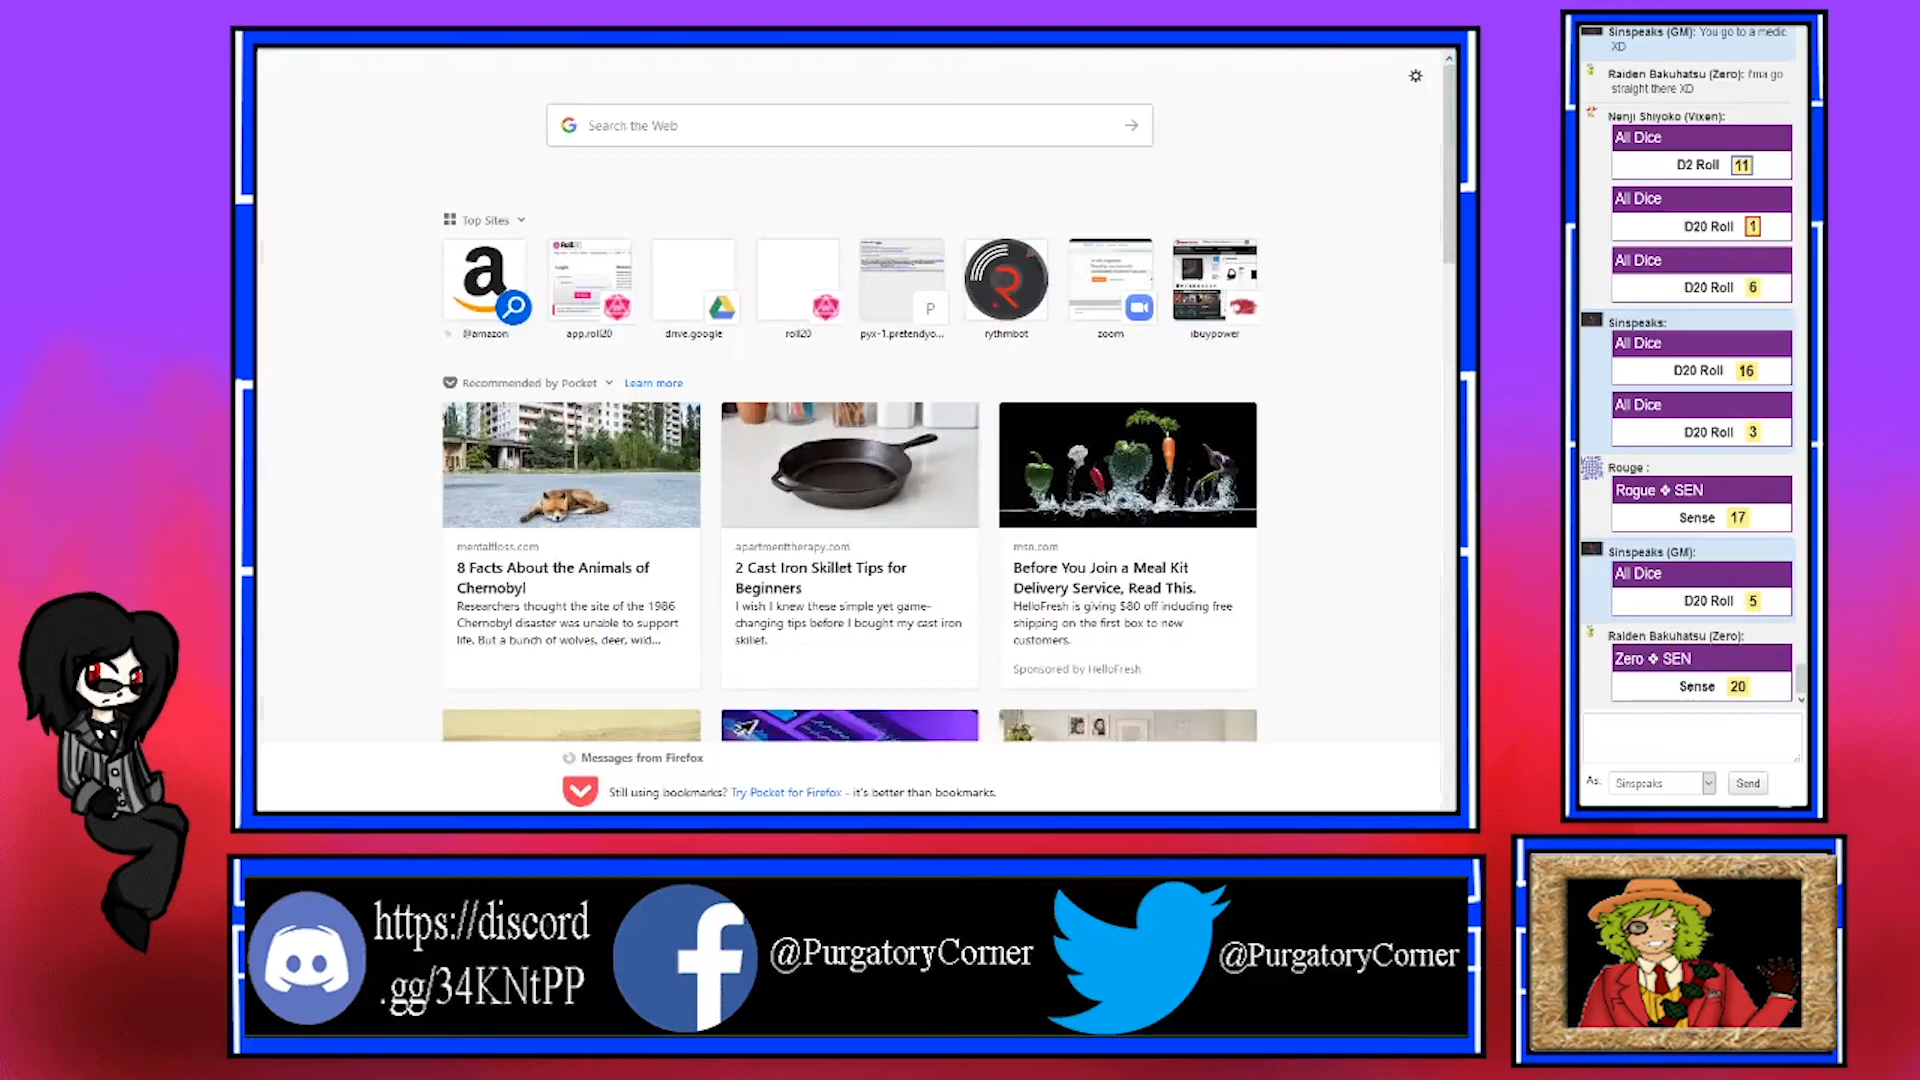 Search the Web
Top Sites
@amazon
app.roll20
drive.google
roll20
P
pyx-1.pretendyo...
rythmbot
zoom
ibuypower
Recommended by Pocket
Learn more
mentalfloss.com
8 Facts About the Animals of
Chernobyl
Researchers thought the site of the 1986
Chernobyl disaster was unable to support
life. But a bunch of wolves, deer, wild...
apartmenttherapy.com
2 Cast Iron Skillet Tips for
Beginners
I wish I knew these simple yet game-
changing tips before I bought my cast iron
skillet.
msn.com
Before You Join a Meal Kit
Delivery Service, Read This.
HelloFresh is giving $80 off including free
shipping on the first box to new
customers.
Sponsored by HelloFresh
Messages from Firefox
Still using bookmarks? Try Pocket for Firefox - it's better than bookmarks.
Sinspeaks (GM): You go to a medic
XD
Raiden Bakuhatsu (Zero): I'ma go
straight there XD
Nenji Shiyoko (Vixen):
All Dice
D2 Roll 11
All Dice
D20 Roll 1
All Dice
D20 Roll 6
Sinspeaks:
All Dice
D20 Roll 16
All Dice
D20 Roll 3
Rouge :
Rogue ❖ SEN
Sense 17
Sinspeaks (GM):
All Dice
D20 Roll 5
Raiden Bakuhatsu (Zero):
Zero ❖ SEN
Sense 20
As: Sinspeaks Send
https://discord
.gg/34KNtPP
@PurgatoryCorner
@PurgatoryCorner